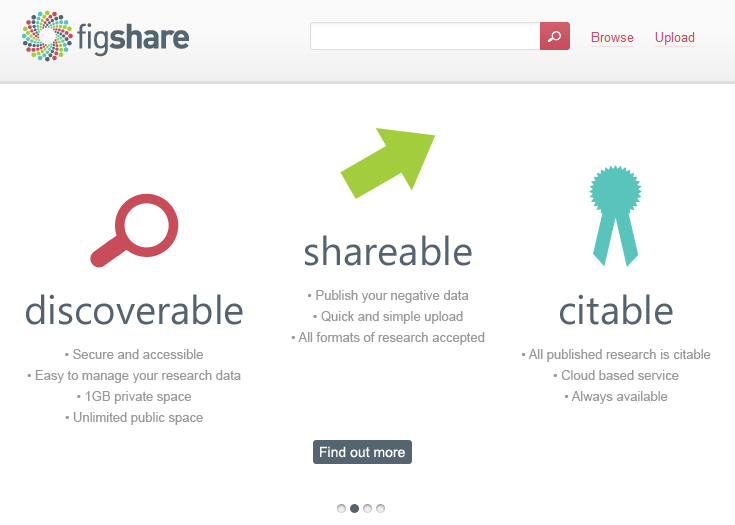 figshare
Browse
Upload
discoverable
• Secure and accessible
• Easy to manage your research data
• 1GB private space
• Unlimited public space
shareable
• Publish your negative data
• Quick and simple upload
• All formats of research accepted
citable
• All published research is citable
• Cloud based service
• Always available
Find out more